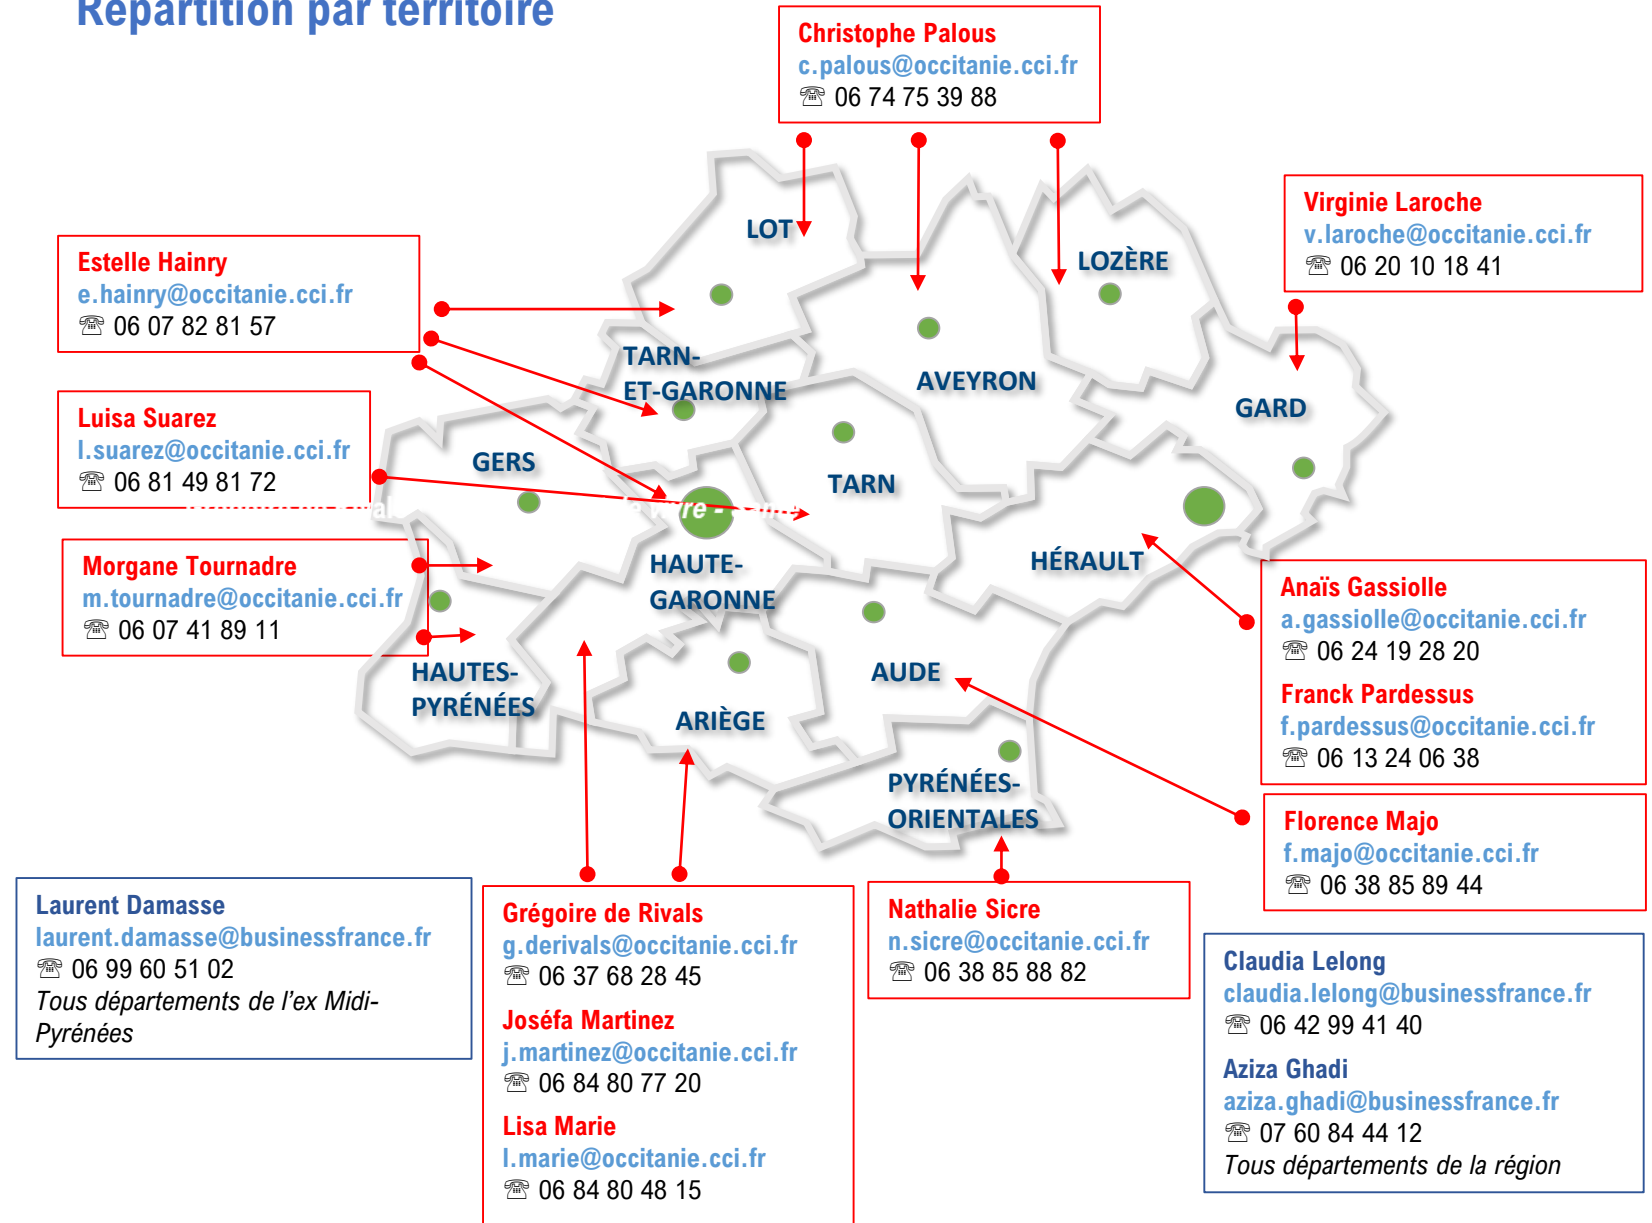 Répartition par territoire
Christophe Palous
c.palous@occitanie.cci.fr
☏ 06 74 75 39 88
Virginie Laroche
v.laroche@occitanie.cci.fr
☏ 06 20 10 18 41
Estelle Hainry
e.hainry@occitanie.cci.fr
☏ 06 07 82 81 57
Luisa Suarez
l.suarez@occitanie.cci.fr
☏ 06 81 49 81 72
Morgane Tournadre
m.tournadre@occitanie.cci.fr
☏ 06 07 41 89 11
LOT
LOZÈRE
TARN-
ET-GARONNE
AVEYRON
GARD
GERS
TARN
HAUTE-
GARONNE
HÉRAULT
HAUTES-
PYRÉNÉES
ARIÈGE
AUDE
PYRÉNÉES-
ORIENTALES
Anaïs Gassiolle
a.gassiolle@occitanie.cci.fr
☏ 06 24 19 28 20
Franck Pardessus
f.pardessus@occitanie.cci.fr
☏ 06 13 24 06 38
Florence Majo
f.majo@occitanie.cci.fr
☏ 06 38 85 89 44
Laurent Damasse
laurent.damasse@businessfrance.fr
☏ 06 99 60 51 02
Tous départements de l'ex Midi-
Pyrénées
Grégoire de Rivals
g.derivals@occitanie.cci.fr
☏ 06 37 68 28 45
Joséfa Martinez
j.martinez@occitanie.cci.fr
☏ 06 84 80 77 20
Lisa Marie
l.marie@occitanie.cci.fr
☏ 06 84 80 48 15
Nathalie Sicre
n.sicre@occitanie.cci.fr
☏ 06 38 85 88 82
Claudia Lelong
claudia.lelong@businessfrance.fr
☏ 06 42 99 41 40
Aziza Ghadi
aziza.ghadi@businessfrance.fr
☏ 07 60 84 44 12
Tous départements de la région